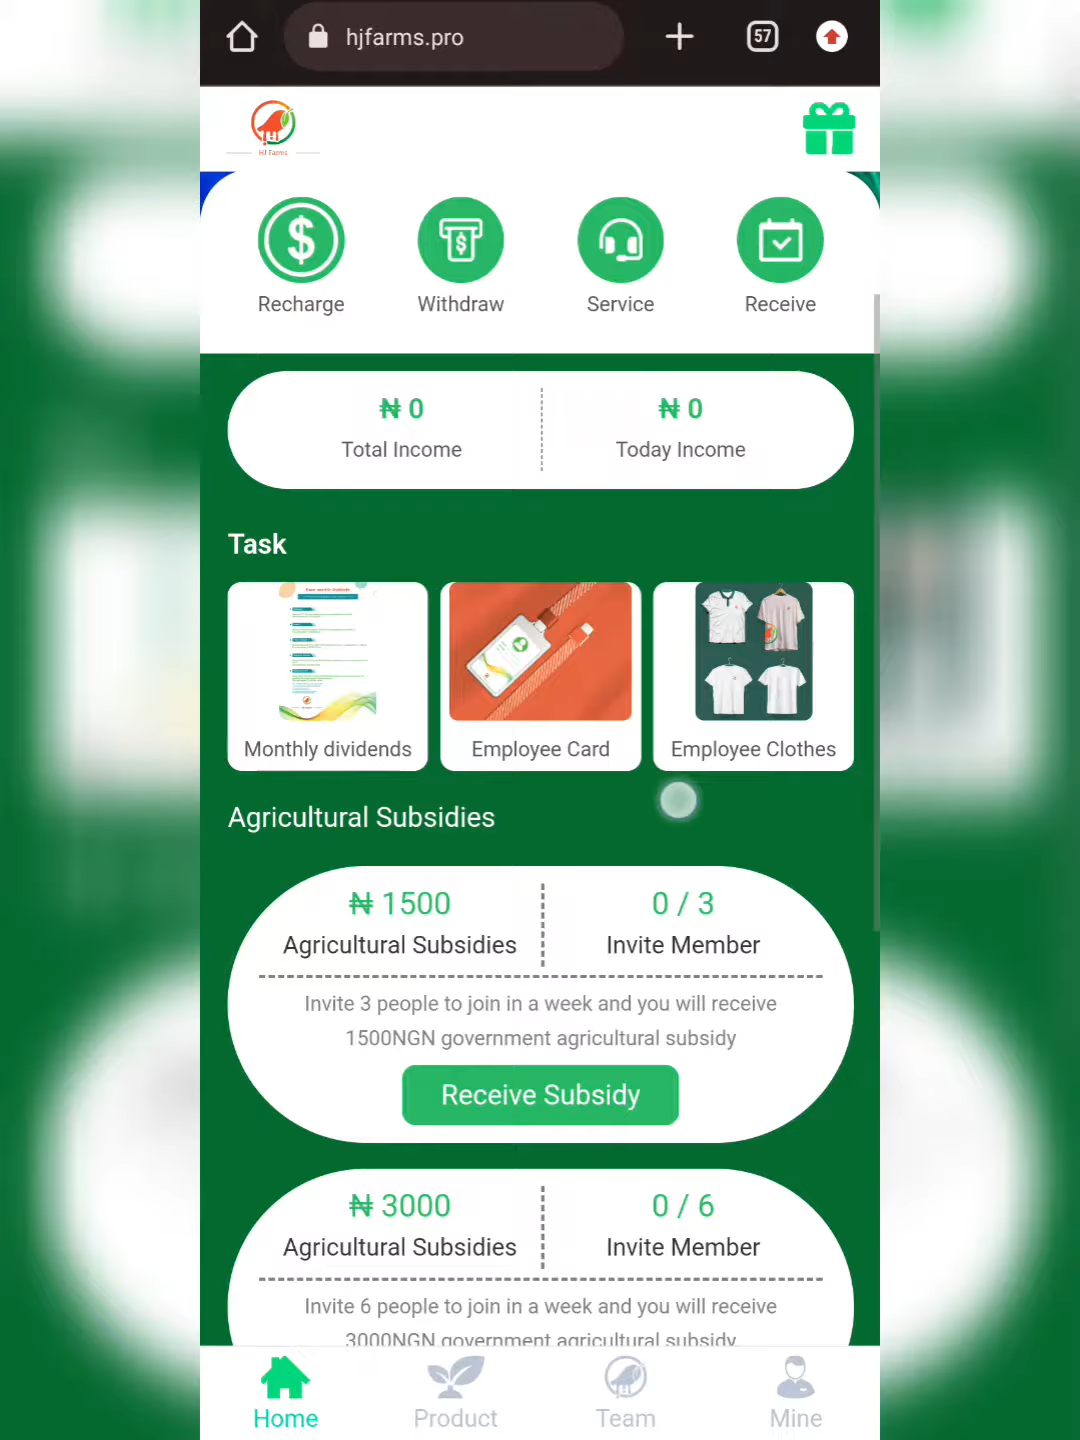 hjfarms.pro
57
HJ Farms
Recharge
Withdraw
Service
Receive
₦ 0
Total Income
₦ 0
Today Income
Task
Monthly dividends
Employee Card
Employee Clothes
Agricultural Subsidies
₦ 1500
Agricultural Subsidies
0 / 3
Invite Member
Invite 3 people to join in a week and you will receive
1500NGN government agricultural subsidy
Receive Subsidy
₦ 3000
Agricultural Subsidies
0 / 6
Invite Member
Invite 6 people to join in a week and you will receive
3000NGN government agricultural subsidy
Home
Product
Team
Mine